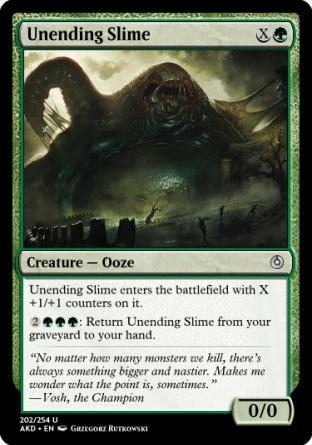 Unending Slime X
Creature — Ooze
Unending Slime enters the battlefield with X
+1/+1 counters on it.
2 : Return Unending Slime from your
graveyard to your hand.
"No matter how many monsters we kill, there's
always something bigger and nastier. Makes me
wonder what the point is, sometimes."
—Vosh, the Champion
0/0
202/254 U
AKD • EN GRZEGORZ RUTKOWSKI